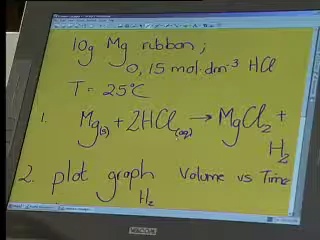 10g Mg ribbon;
0,15 mol.dm⁻³ HCl
T = 25°C
1. Mg(s) + 2HCl(aq) → MgCl₂ +
H₂
2. plot graph Volume vs Time
H₂